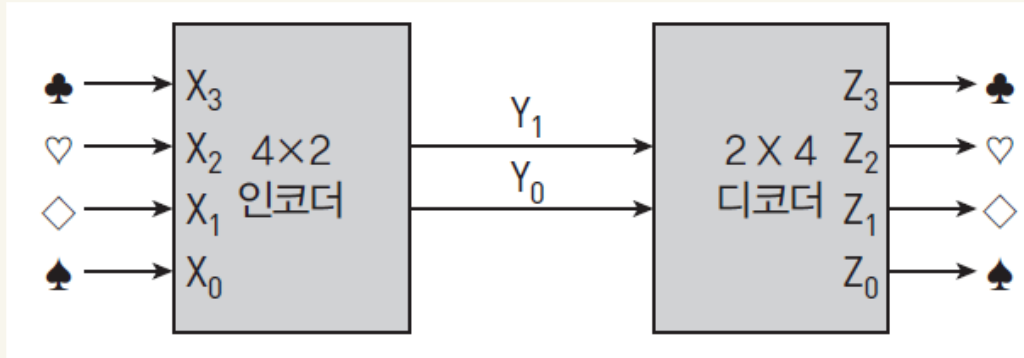 ♣ X₃
♡ X₂
◇ X₁
♠ X₀
4×2
인코더
Y₁
Y₀
2 X 4
디코더
Z₃ ♣
Z₂ ♡
Z₁ ◇
Z₀ ♠